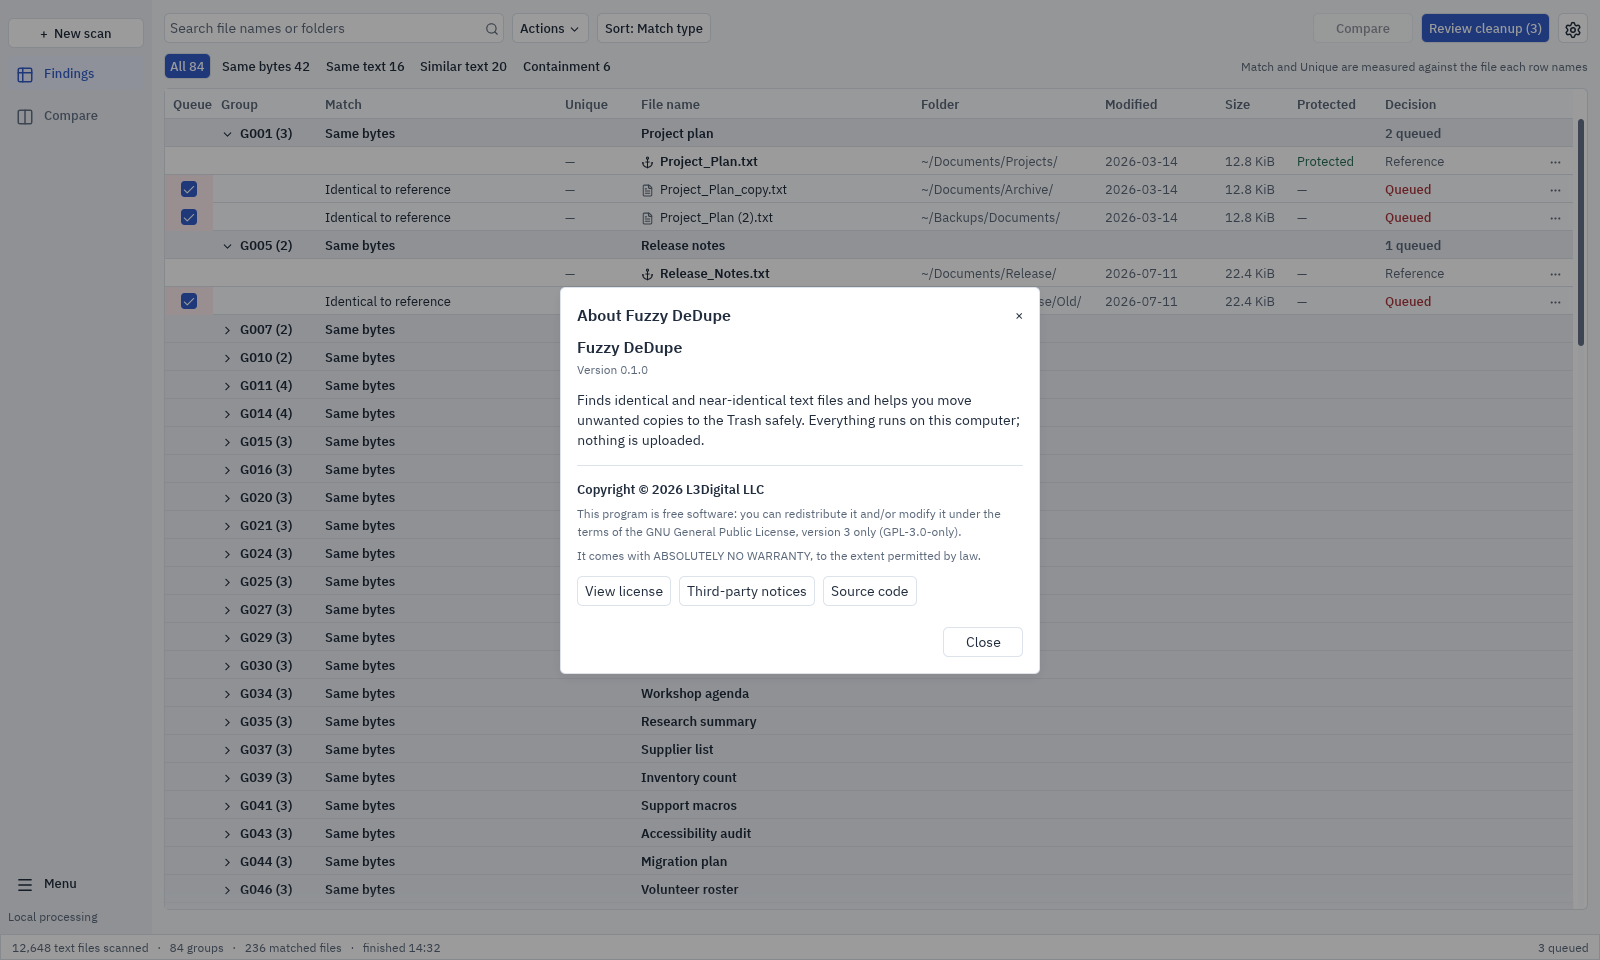 + New scan
Findings
Compare
Menu
Local processing
Search file names or folders
Actions
Sort: Match type
Compare
Review cleanup (3)
All 84
Same bytes 42
Same text 16
Similar text 20
Containment 6
Match and Unique are measured against the file each row names
Queue Group Match Unique File name Folder Modified Size Protected Decision
G001 (3) Same bytes Project plan 2 queued
— Project_Plan.txt ~/Documents/Projects/ 2026-03-14 12.8 KiB Protected Reference ...
Identical to reference — Project_Plan_copy.txt ~/Documents/Archive/ 2026-03-14 12.8 KiB — Queued ...
Identical to reference — Project_Plan (2).txt ~/Backups/Documents/ 2026-03-14 12.8 KiB — Queued ...
G005 (2) Same bytes Release notes 1 queued
— Release_Notes.txt ~/Documents/Release/ 2026-07-11 22.4 KiB — Reference ...
Identical to reference se/Old/ 2026-07-11 22.4 KiB — Queued ...
G007 (2) Same bytes
G010 (2) Same bytes
G011 (4) Same bytes
G014 (4) Same bytes
G015 (3) Same bytes
G016 (3) Same bytes
G020 (3) Same bytes
G021 (3) Same bytes
G024 (3) Same bytes
G025 (3) Same bytes
G027 (3) Same bytes
G029 (3) Same bytes
G030 (3) Same bytes
G034 (3) Same bytes Workshop agenda
G035 (3) Same bytes Research summary
G037 (3) Same bytes Supplier list
G039 (3) Same bytes Inventory count
G041 (3) Same bytes Support macros
G043 (3) Same bytes Accessibility audit
G044 (3) Same bytes Migration plan
G046 (3) Same bytes Volunteer roster
About Fuzzy DeDupe ×
Fuzzy DeDupe
Version 0.1.0
Finds identical and near-identical text files and helps you move
unwanted copies to the Trash safely. Everything runs on this computer;
nothing is uploaded.
Copyright © 2026 L3Digital LLC
This program is free software: you can redistribute it and/or modify it under the
terms of the GNU General Public License, version 3 only (GPL-3.0-only).
It comes with ABSOLUTELY NO WARRANTY, to the extent permitted by law.
View license
Third-party notices
Source code
Close
12,648 text files scanned · 84 groups · 236 matched files · finished 14:32
3 queued